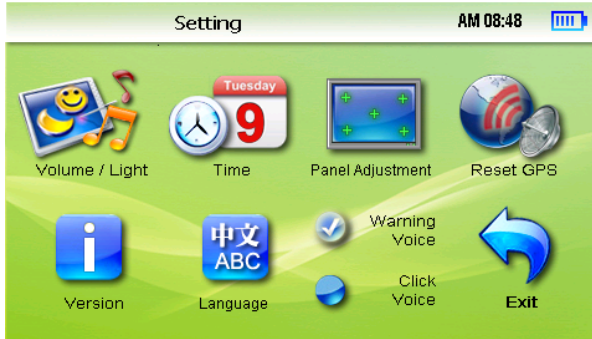 Setting
AM 08:48
Tuesday
9
Volume / Light
Time
Panel Adjustment
Reset GPS
i
中文
ABC
Warning
Voice
Click
Voice
Version
Language
Exit